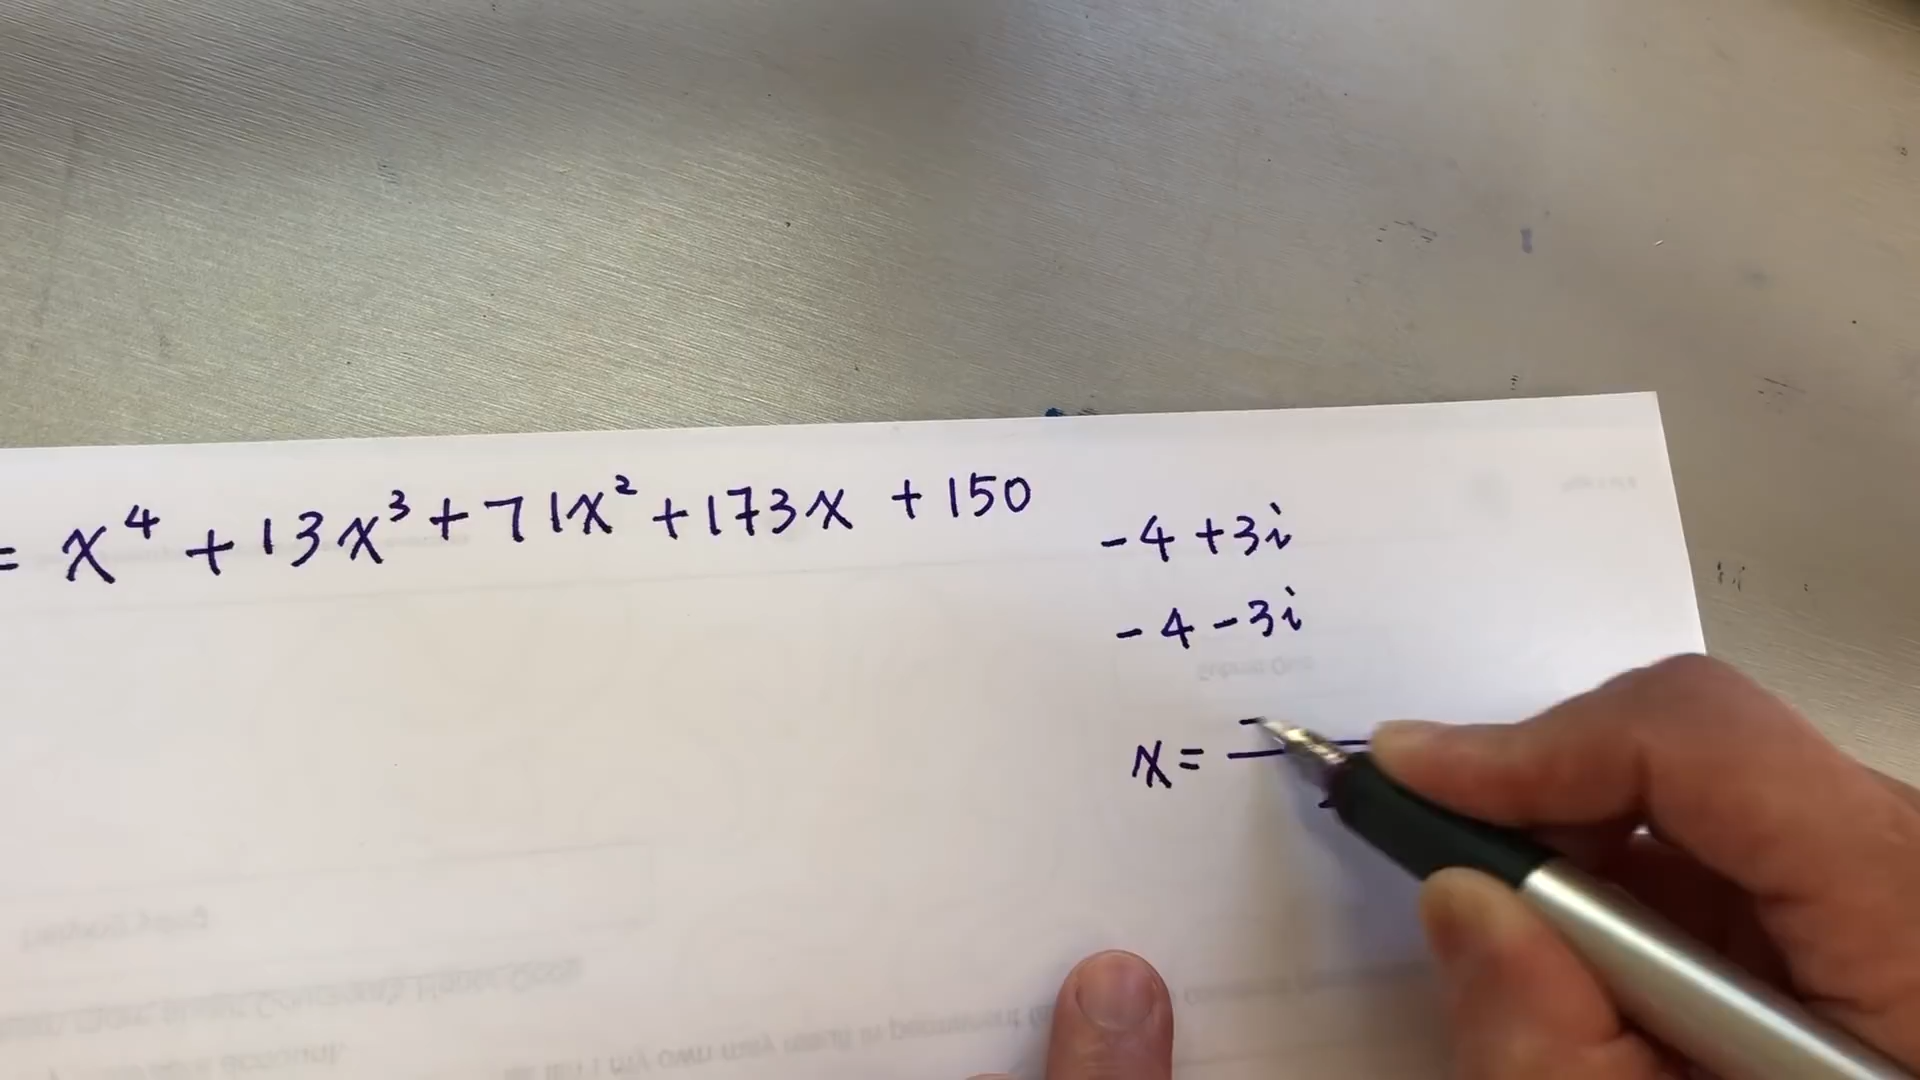 = x⁴ + 13x³ + 71x² + 173x + 150
-4 + 3i
-4 - 3i
x = -